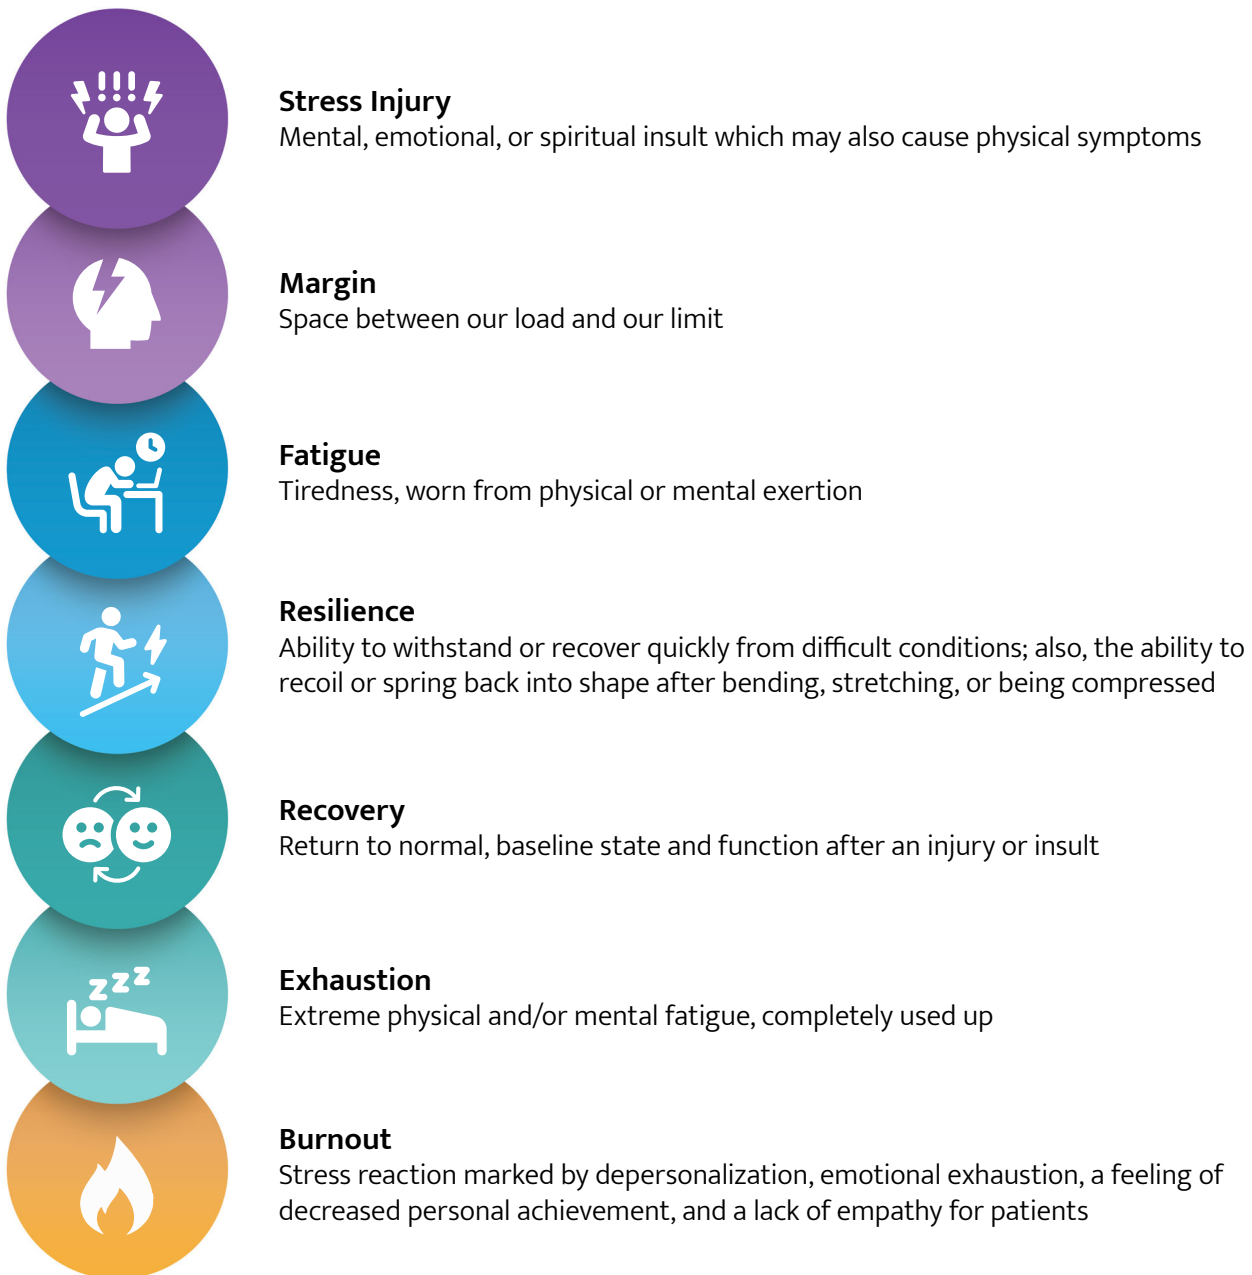 Stress Injury
Mental, emotional, or spiritual insult which may also cause physical symptoms
Margin
Space between our load and our limit
Fatigue
Tiredness, worn from physical or mental exertion
Resilience
Ability to withstand or recover quickly from difficult conditions; also, the ability to
recoil or spring back into shape after bending, stretching, or being compressed
Recovery
Return to normal, baseline state and function after an injury or insult
z z z
Exhaustion
Extreme physical and/or mental fatigue, completely used up
Burnout
Stress reaction marked by depersonalization, emotional exhaustion, a feeling of
decreased personal achievement, and a lack of empathy for patients